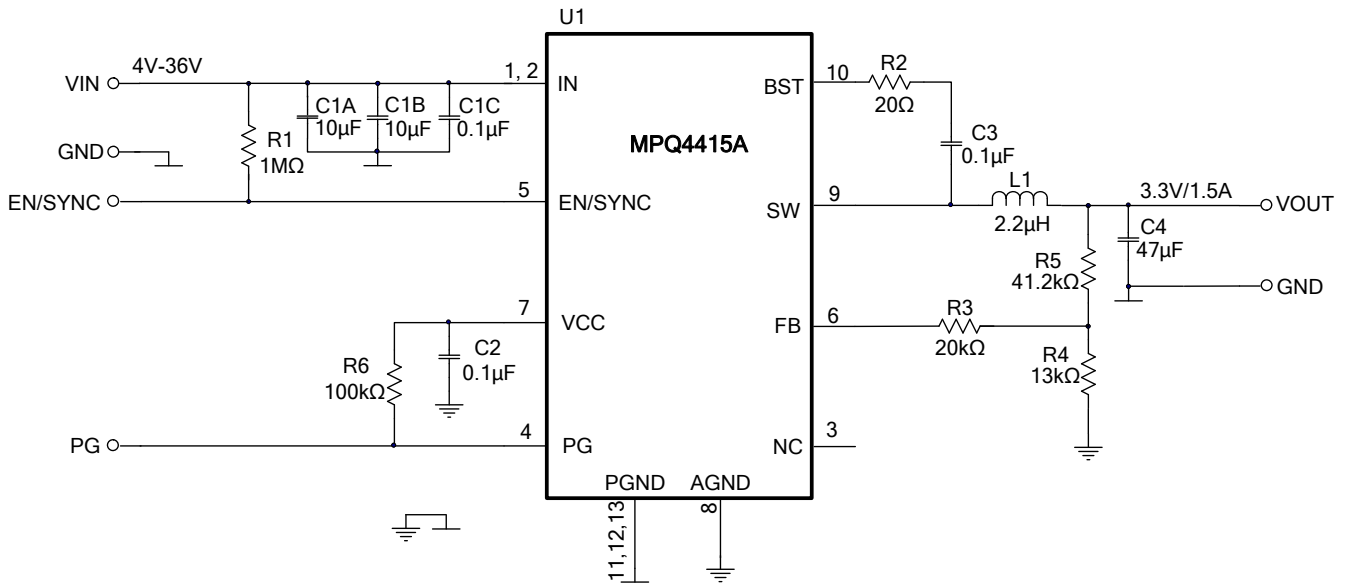 U1
4V-36V
VIN
1, 2
IN
C1A
10µF
C1B
10µF
C1C
0.1µF
R1
1MΩ
GND
EN/SYNC
5
EN/SYNC
MPQ4415A
BST
10
R2
20Ω
C3
0.1µF
SW
9
L1
2.2µH
3.3V/1.5A
VOUT
C4
47µF
R5
41.2kΩ
GND
7
VCC
C2
0.1µF
R6
100kΩ
FB
6
R3
20kΩ
R4
13kΩ
PG
4
PG
NC
3
PGND
AGND
11,12,13
8